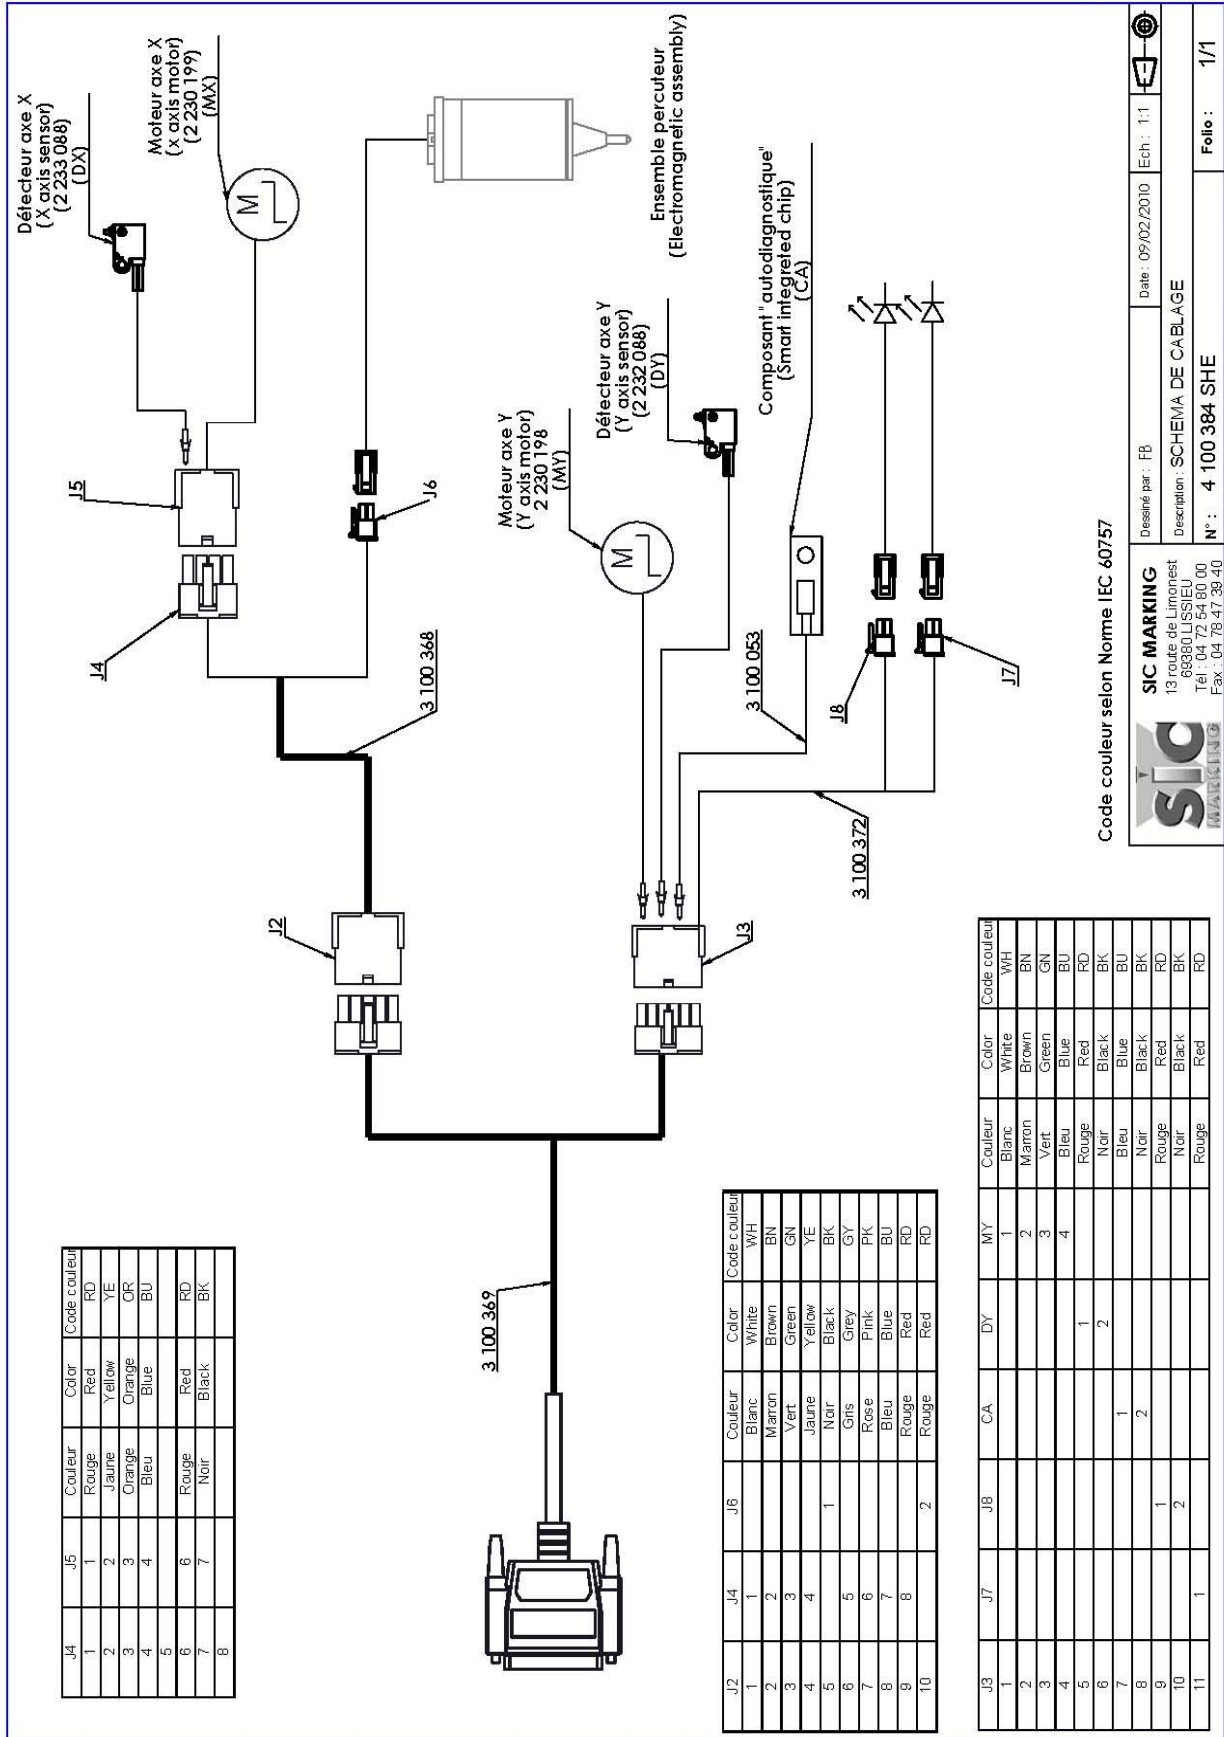 Détecteur axe X
(X axis sensor)
(2 233 088)
(DX)
Moteur axe X
(x axis motor)
(2 230 199)
(MX)
M
J5
J4
J6
3 100 368
Ensemble percuteur
(Electromagnetic assembly)
J2
Moteur axe Y
(Y axis motor)
2 230 198
(MY)
M
Détecteur axe Y
(Y axis sensor)
(2 232 088)
(DY)
Composant "autodiagnostique"
(Smart integreted chip)
(CA)
3 100 053
J8
J7
3 100 372
J3
3 100 369
J4 J5 Couleur Color Code couleur
1 1 Rouge Red RD
2 2 Jaune Yellow YE
3 3 Orange Orange OR
4 4 Bleu Blue BU
5
6 6 Rouge Red RD
7 7 Noir Black BK
8
J2 J4 J6 Couleur Color Code couleur
1 1 Blanc White WH
2 2 Marron Brown BN
3 3 Vert Green GN
4 4 Jaune Yellow YE
5 1 Noir Black BK
6 5 Gris Grey GY
7 6 Rose Pink PK
8 7 Bleu Blue BU
9 8 Rouge Red RD
10 2 Rouge Red RD
J3 J7 J8 CA DY MY Couleur Color Code couleur
1 1 Blanc White WH
2 2 Marron Brown BN
3 3 Vert Green GN
4 4 Bleu Blue BU
5 1 Rouge Red RD
6 2 Noir Black BK
7 1 Bleu Blue BU
8 2 Noir Black BK
9 1 Rouge Red RD
10 2 Noir Black BK
11 1 Rouge Red RD
Code couleur selon Norme IEC 60757
SIC
MARKING
SIC MARKING
13 route de Limonest
69380 LISSIEU
Tél : 04 72 54 80 00
Fax : 04 78 47 39 40
Dessiné par : FB
Date : 09/02/2010
Ech : 1:1
Description : SCHEMA DE CABLAGE
N° : 4 100 384 SHE
Folio : 1/1